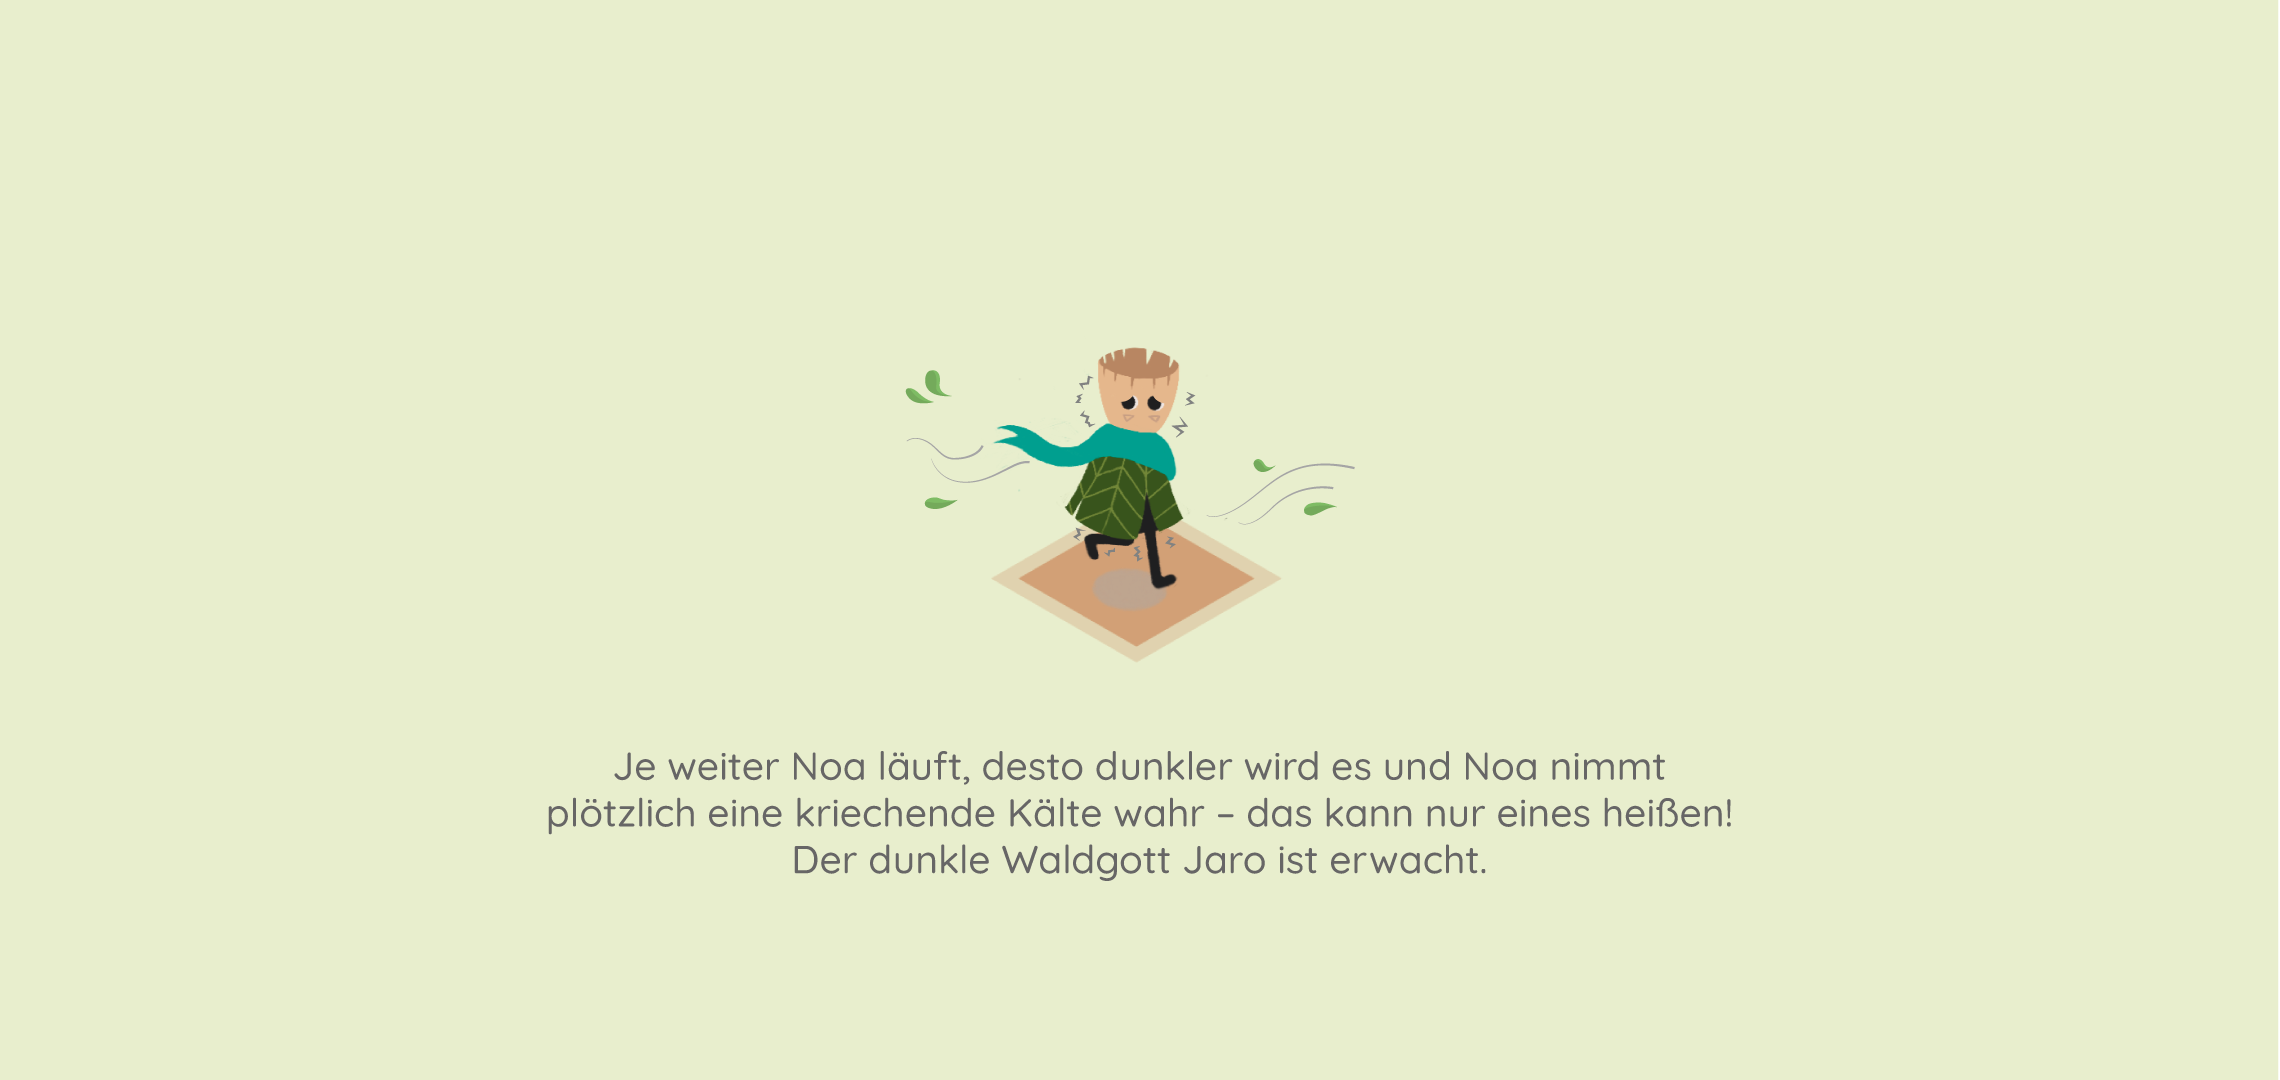 Je weiter Noa läuft, desto dunkler wird es und Noa nimmt
plötzlich eine kriechende Kälte wahr – das kann nur eines heißen!
Der dunkle Waldgott Jaro ist erwacht.